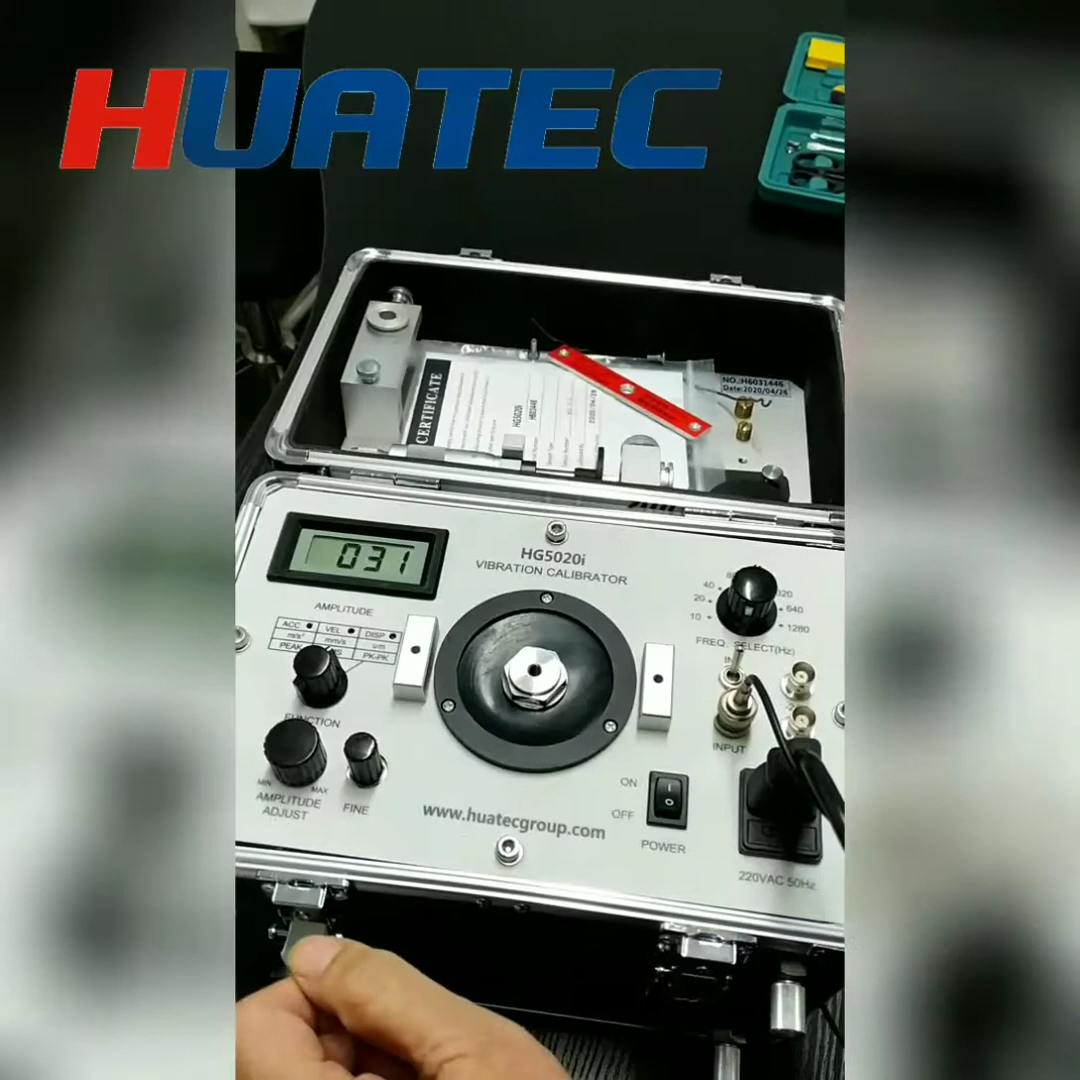 HUATEC
NO.:H6031446
Date:2020/04/26
CERTIFICATE
HG5020i
H6031446
031
HG5020i
VIBRATION CALIBRATOR
AMPLITUDE
ACC VEL DISP
m/s² mm/s um
PEAK PK-PK
FUNCTION
MIN MAX
AMPLITUDE
ADJUST
FINE
40
20
10
320
640
1280
FREQ. SELECT(Hz)
INPUT
www.huatecgroup.com
ON
OFF
POWER
220VAC 50Hz